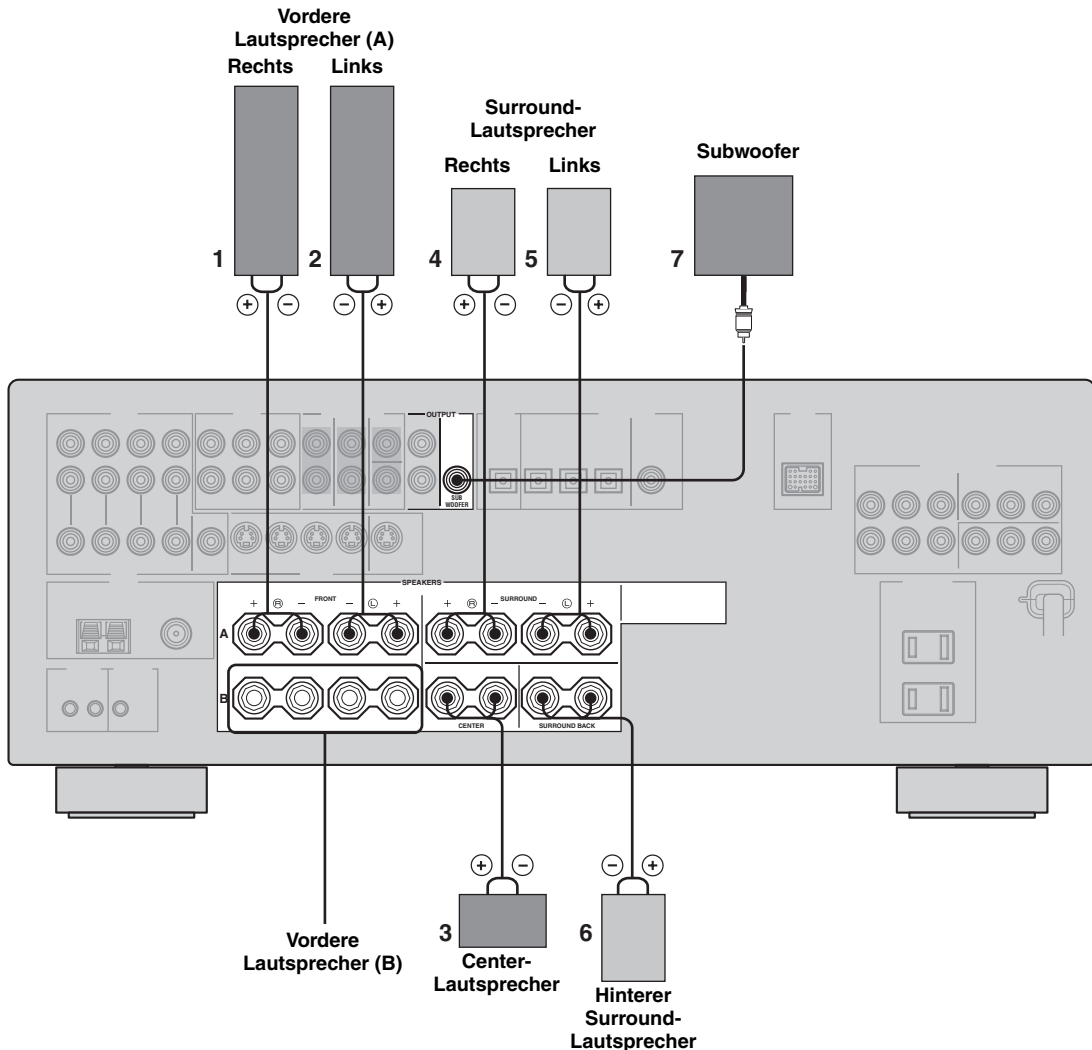 Vordere
Lautsprecher (A)
Rechts Links
Surround-
Lautsprecher
Rechts Links
Subwoofer
1 2 4 5 7
+ − − + + − − +
OUTPUT
SUB
WOOFER
SPEAKERS
+ R FRONT − − L + + R − SURROUND − L +
A
B
CENTER SURROUND BACK
+ − − +
3 6
Vordere
Lautsprecher (B)
Center-
Lautsprecher
Hinterer
Surround-
Lautsprecher